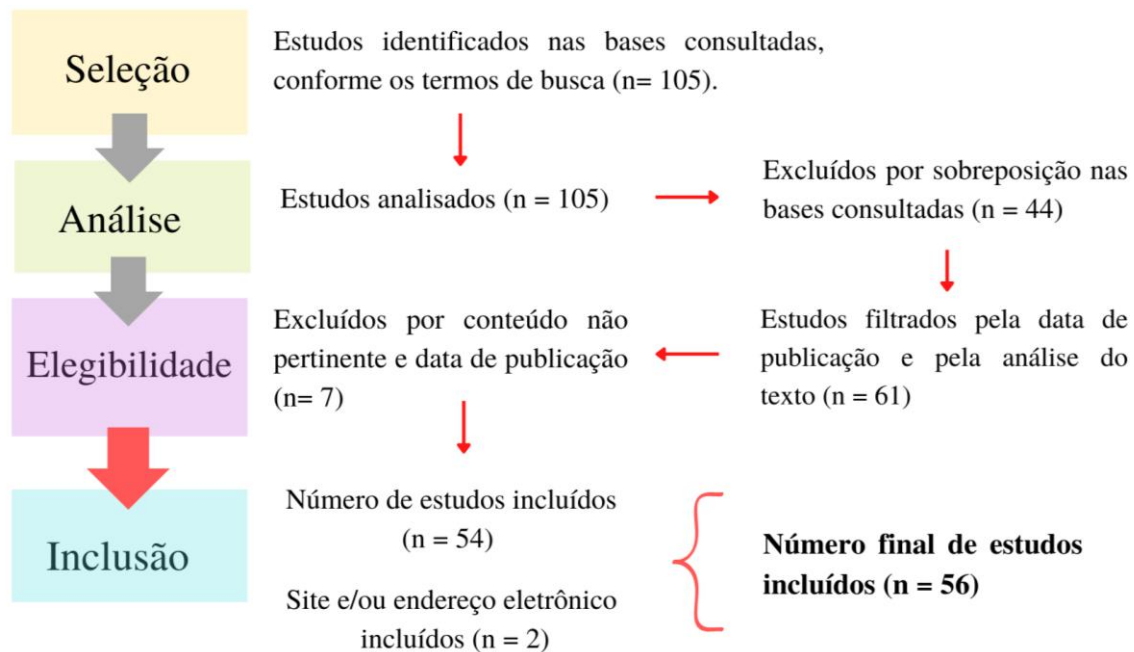 Seleção
Estudos identificados nas bases consultadas,
conforme os termos de busca (n= 105).
Análise
Estudos analisados (n = 105)
Excluídos por sobreposição nas
bases consultadas (n = 44)
Elegibilidade
Excluídos por conteúdo não
pertinente e data de publicação
(n= 7)
Estudos filtrados pela data de
publicação e pela análise do
texto (n = 61)
Inclusão
Número de estudos incluídos
(n = 54)
Site e/ou endereço eletrônico
incluídos (n = 2)
Número final de estudos
incluídos (n = 56)